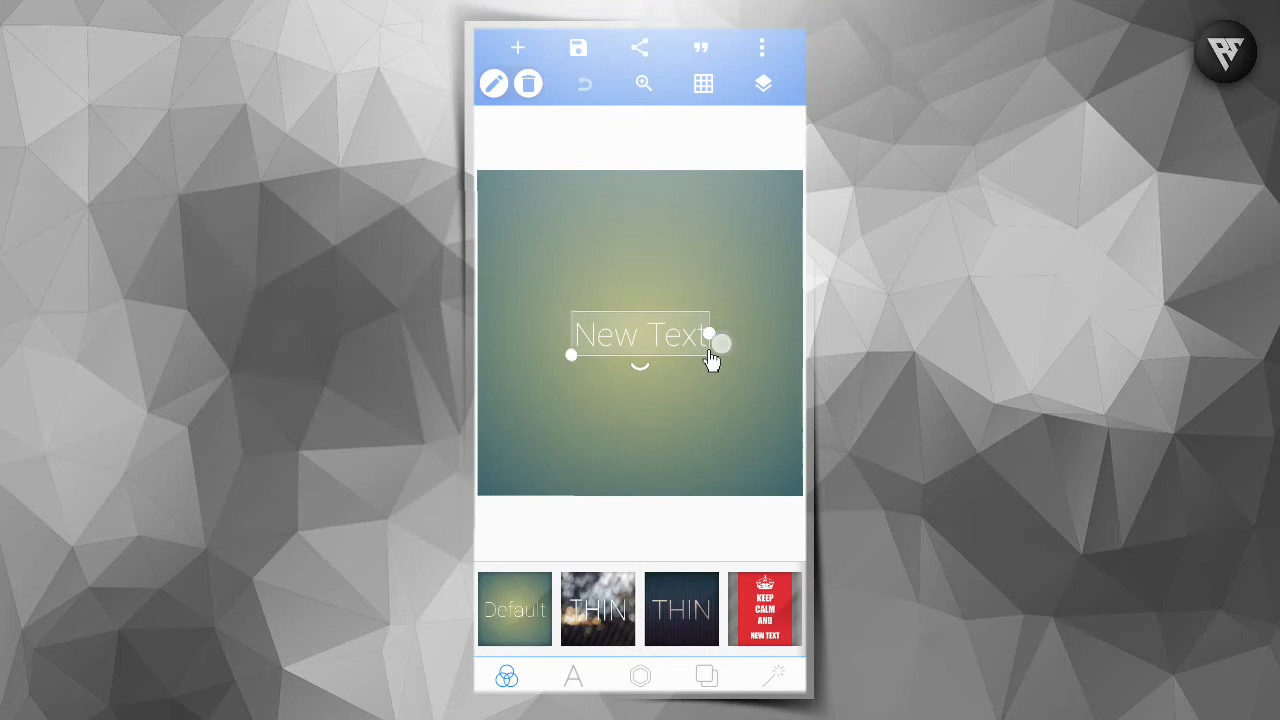 New Text
Default
THIN
THIN
KEEP
CALM
AND
NEW TEXT